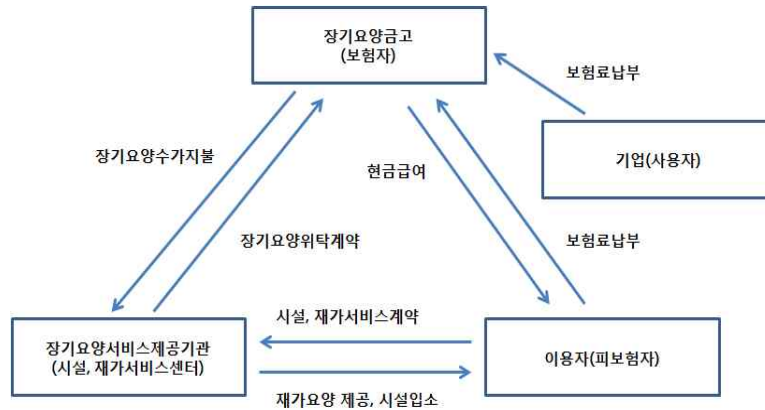 장기요양금고
(보험자)
보험료납부
기업(사용자)
장기요양수가지불
현금급여
장기요양위탁계약
보험료납부
시설, 재가서비스계약
장기요양서비스제공기관
(시설, 재가서비스센터)
이용자(피보험자)
재가요양 제공, 시설입소